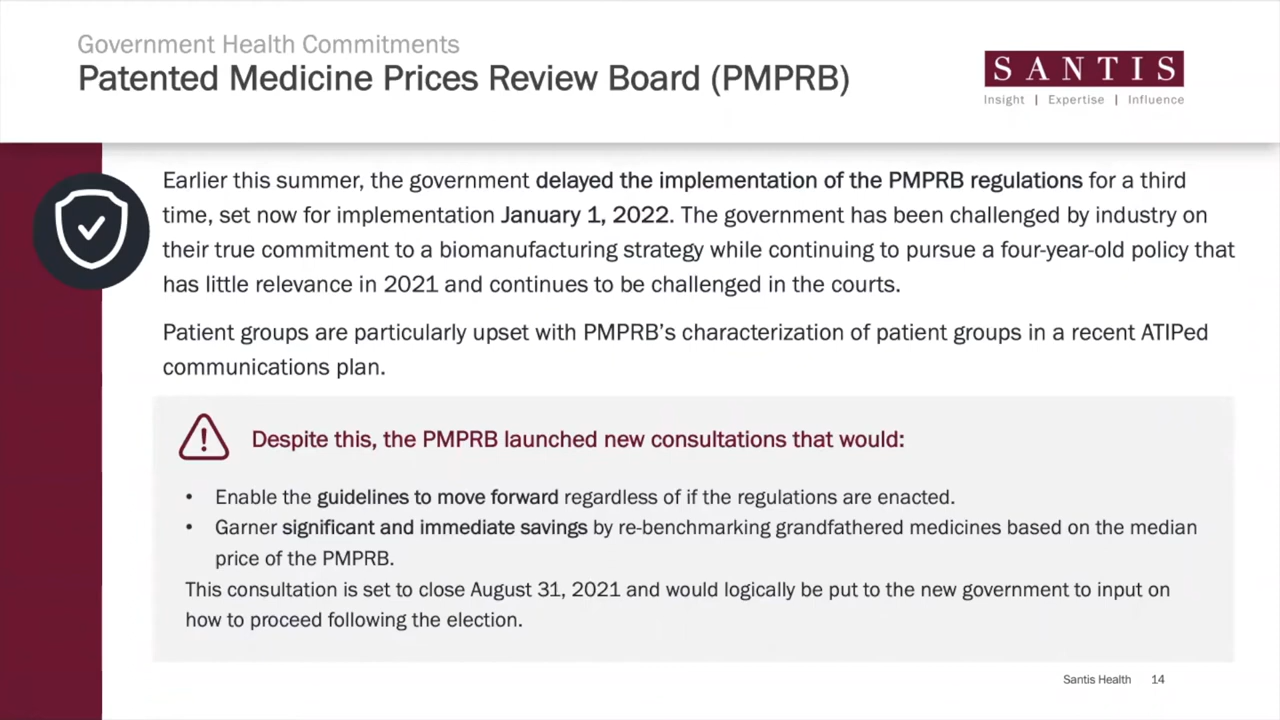 Government Health Commitments
Patented Medicine Prices Review Board (PMPRB)
SANTIS
Insight | Expertise | Influence
Earlier this summer, the government delayed the implementation of the PMPRB regulations for a third
time, set now for implementation January 1, 2022. The government has been challenged by industry on
their true commitment to a biomanufacturing strategy while continuing to pursue a four-year-old policy that
has little relevance in 2021 and continues to be challenged in the courts.
Patient groups are particularly upset with PMPRB’s characterization of patient groups in a recent ATIPed
communications plan.
Despite this, the PMPRB launched new consultations that would:
• Enable the guidelines to move forward regardless of if the regulations are enacted.
• Garner significant and immediate savings by re-benchmarking grandfathered medicines based on the median
price of the PMPRB.
This consultation is set to close August 31, 2021 and would logically be put to the new government to input on
how to proceed following the election.
Santis Health 14